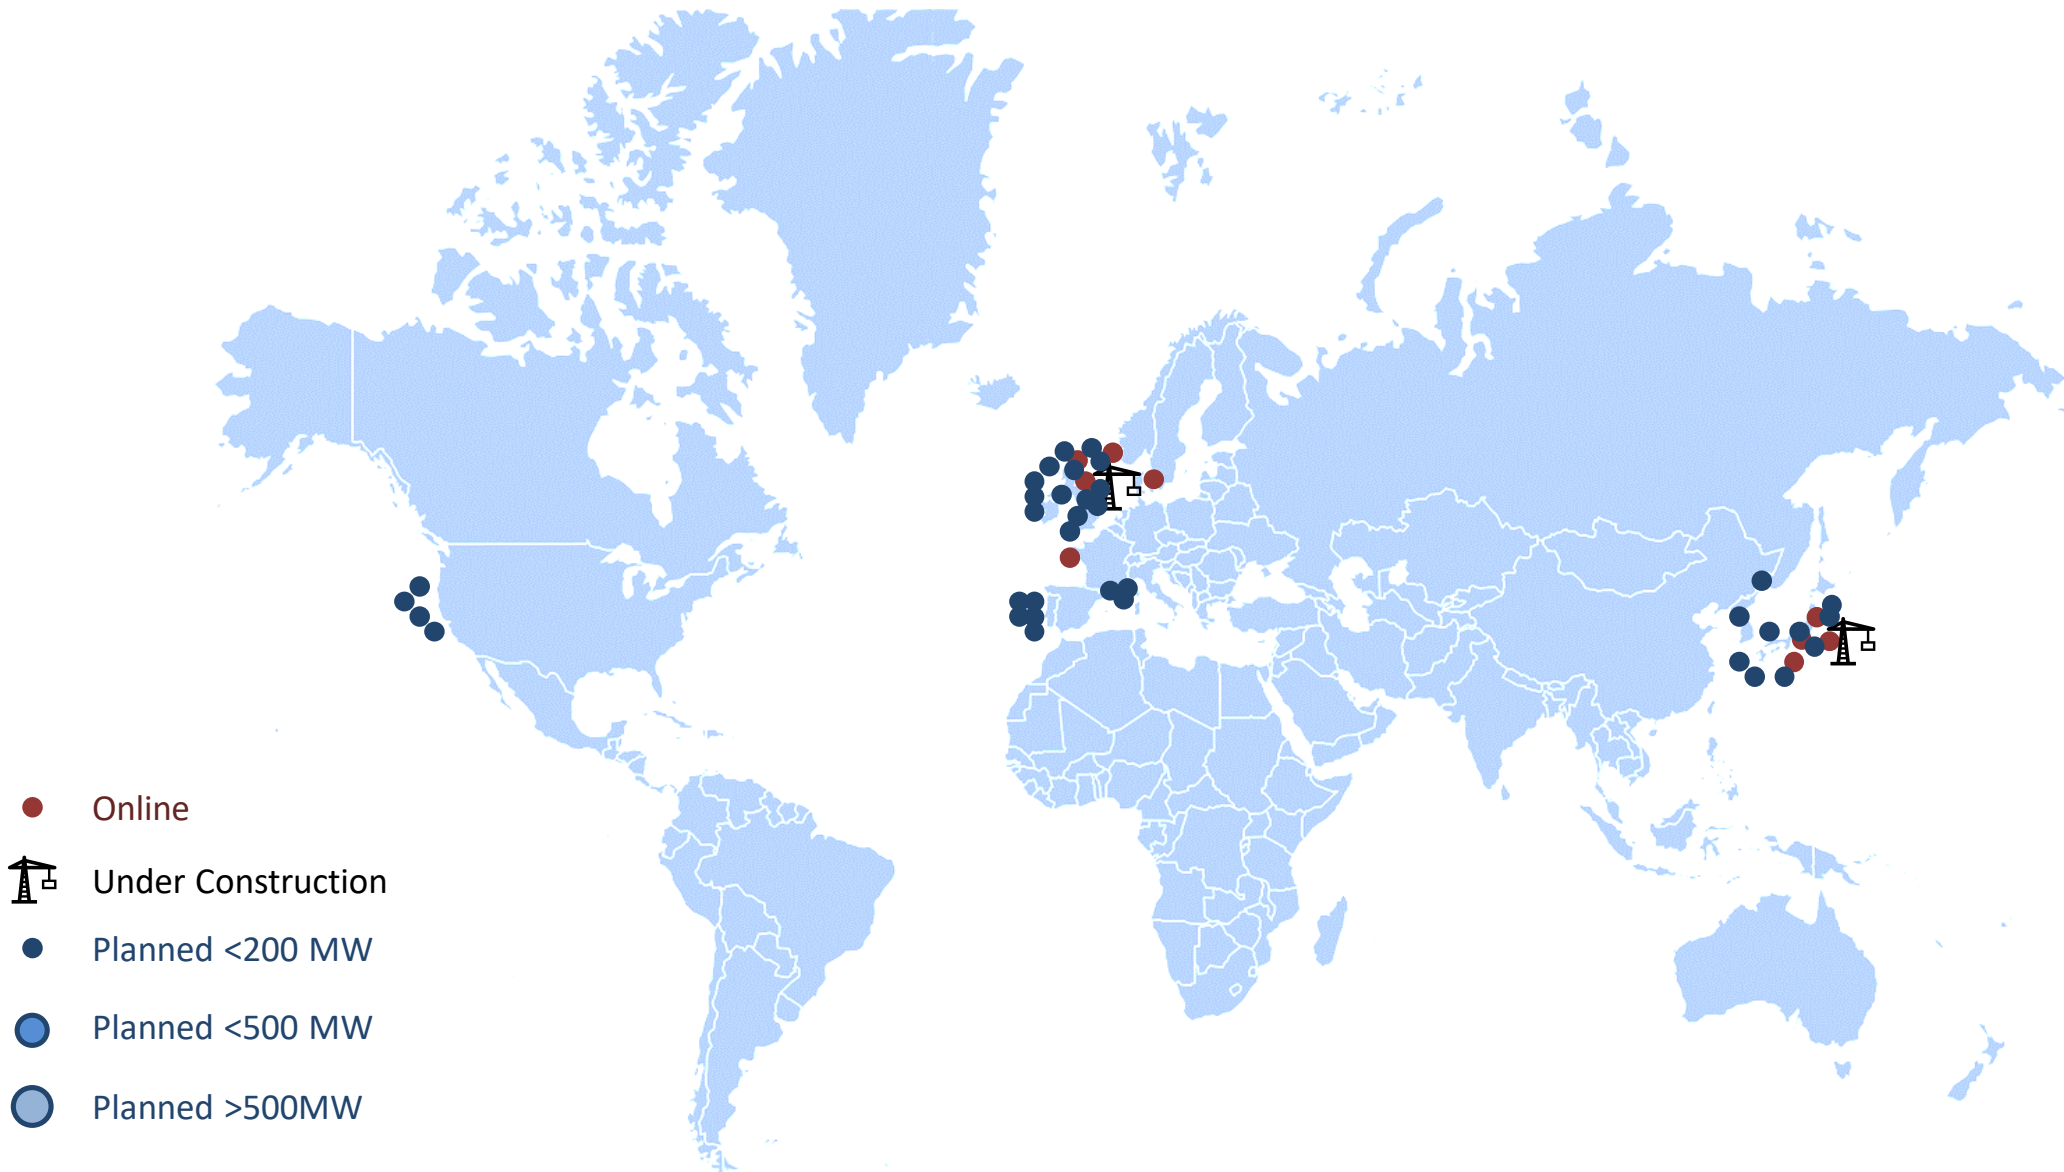 Online
Under Construction
Planned <200 MW
Planned <500 MW
Planned >500MW